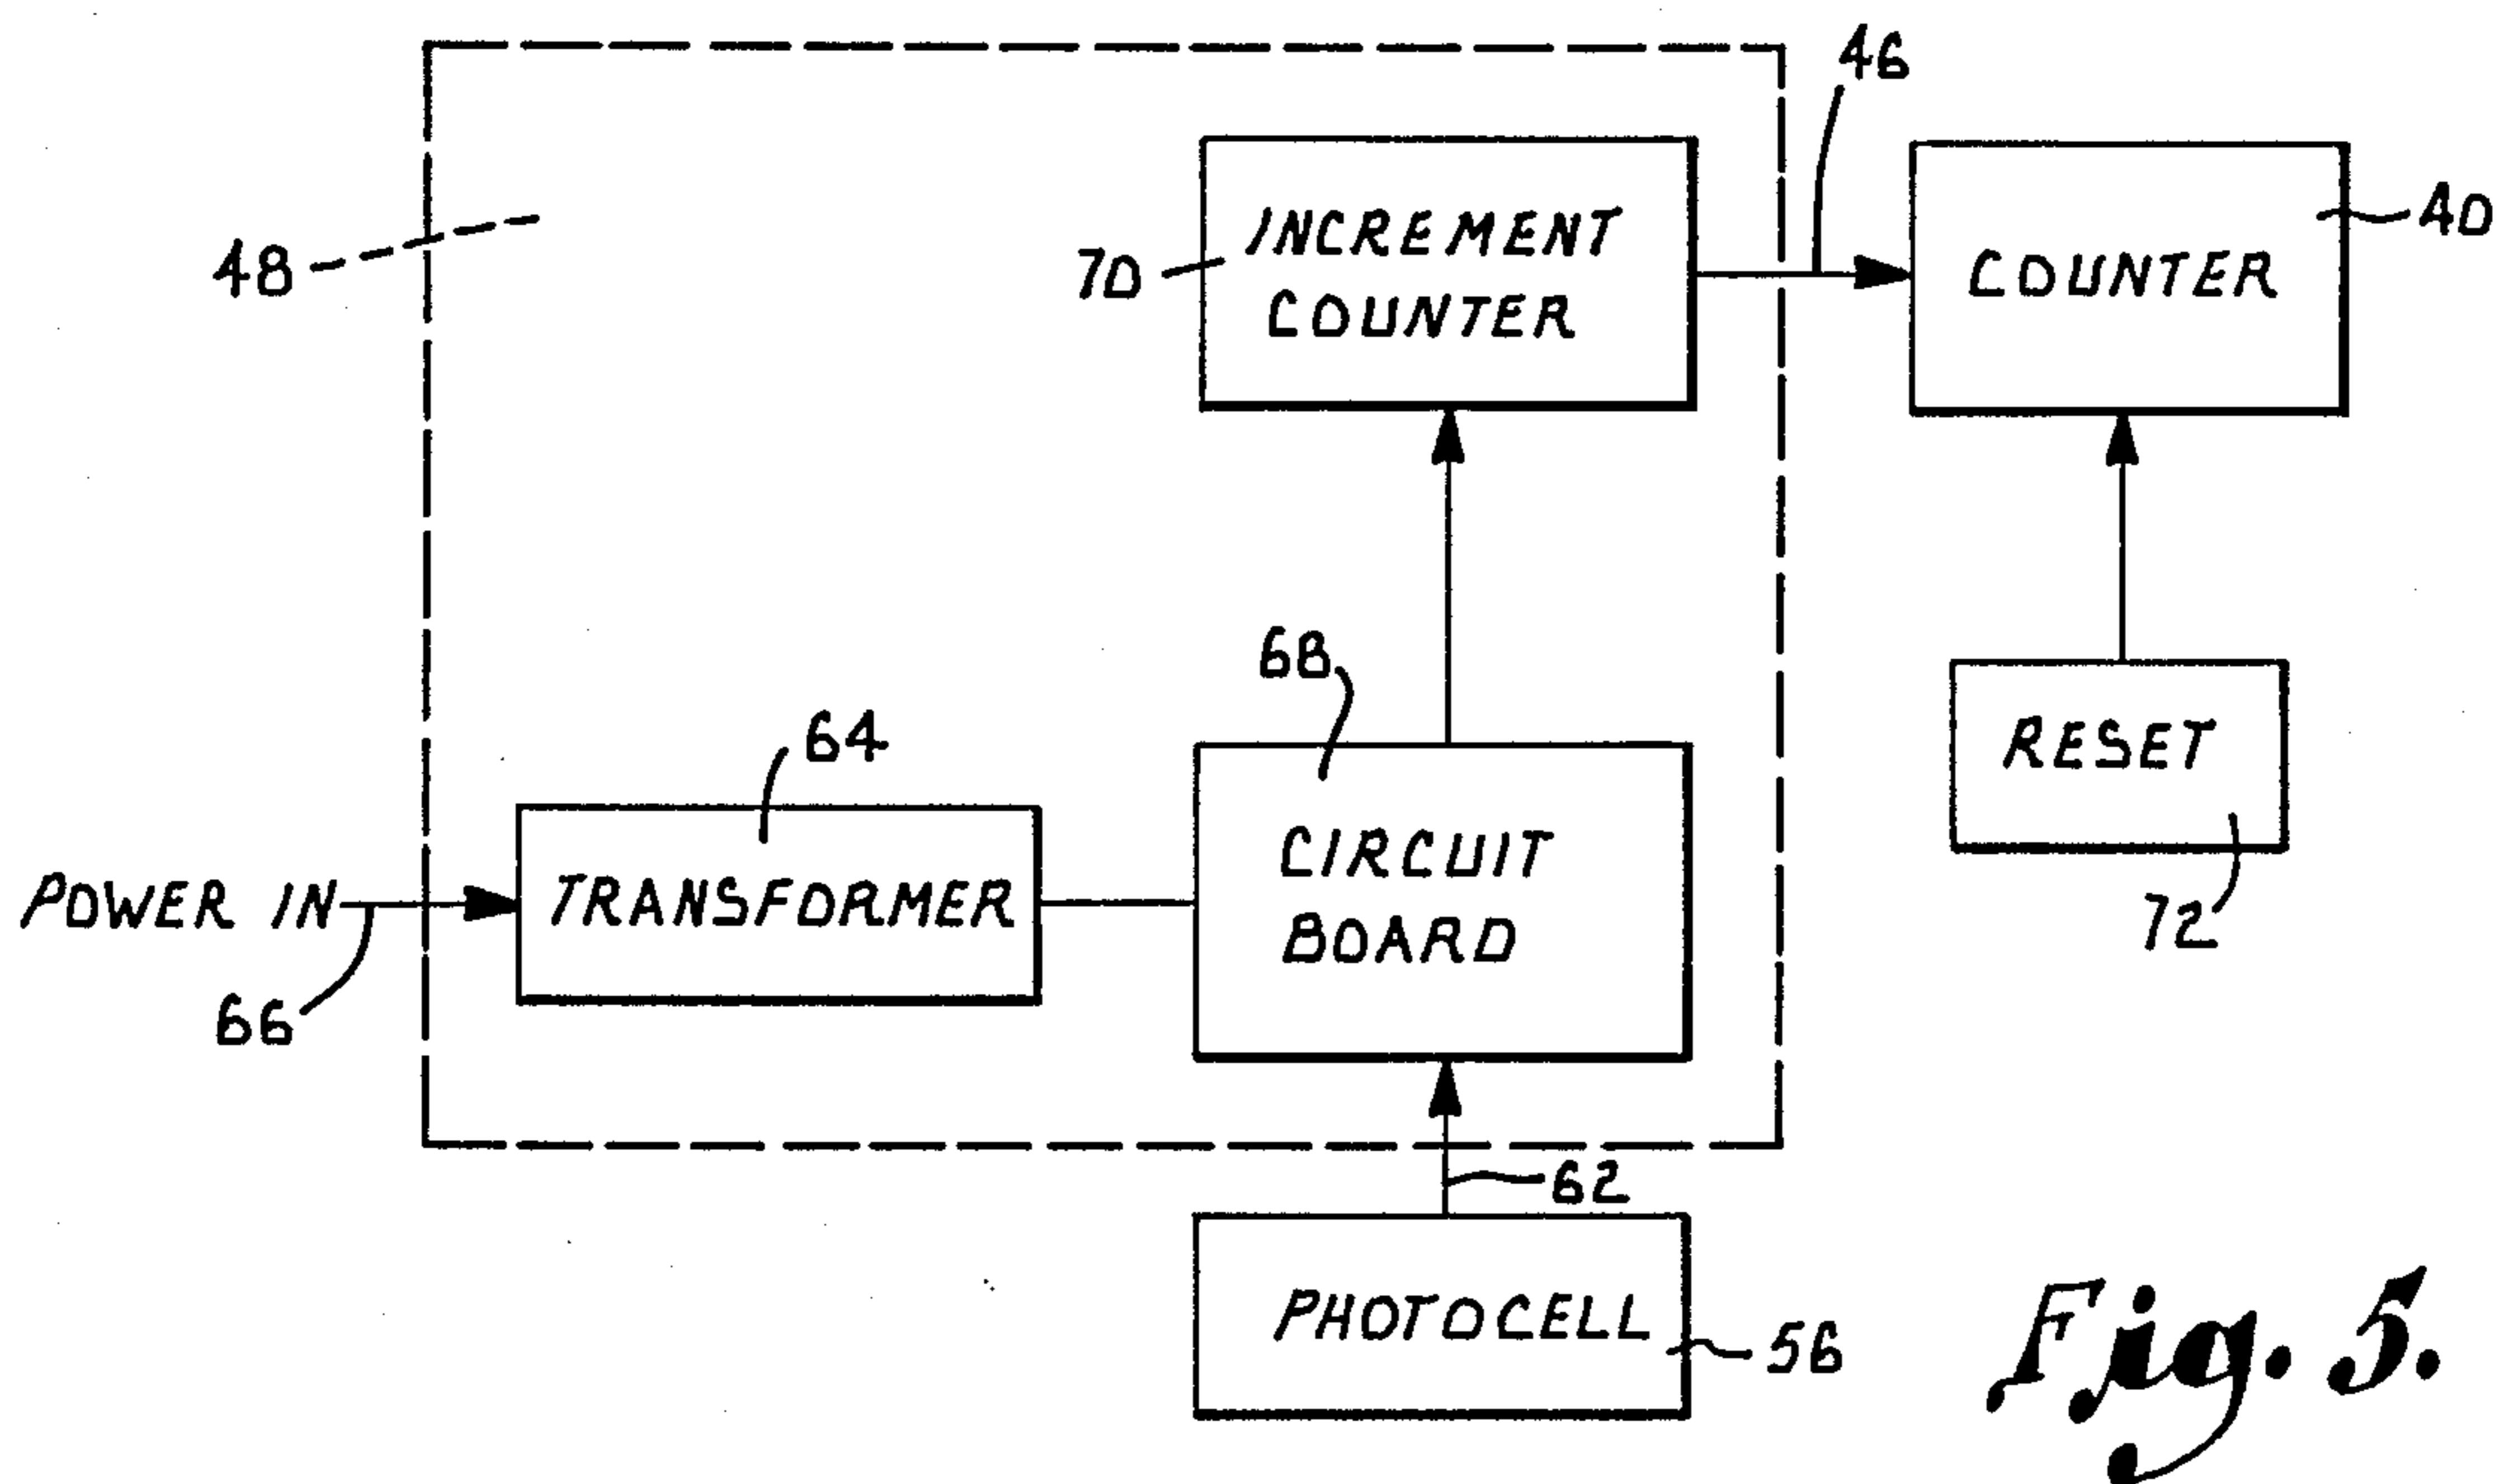 46
INCREMENT
COUNTER
70
48
COUNTER
40
68
64
RESET
72
POWER IN
66
TRANSFORMER
CIRCUIT
BOARD
62
PHOTOCELL
56
Fig. 5.